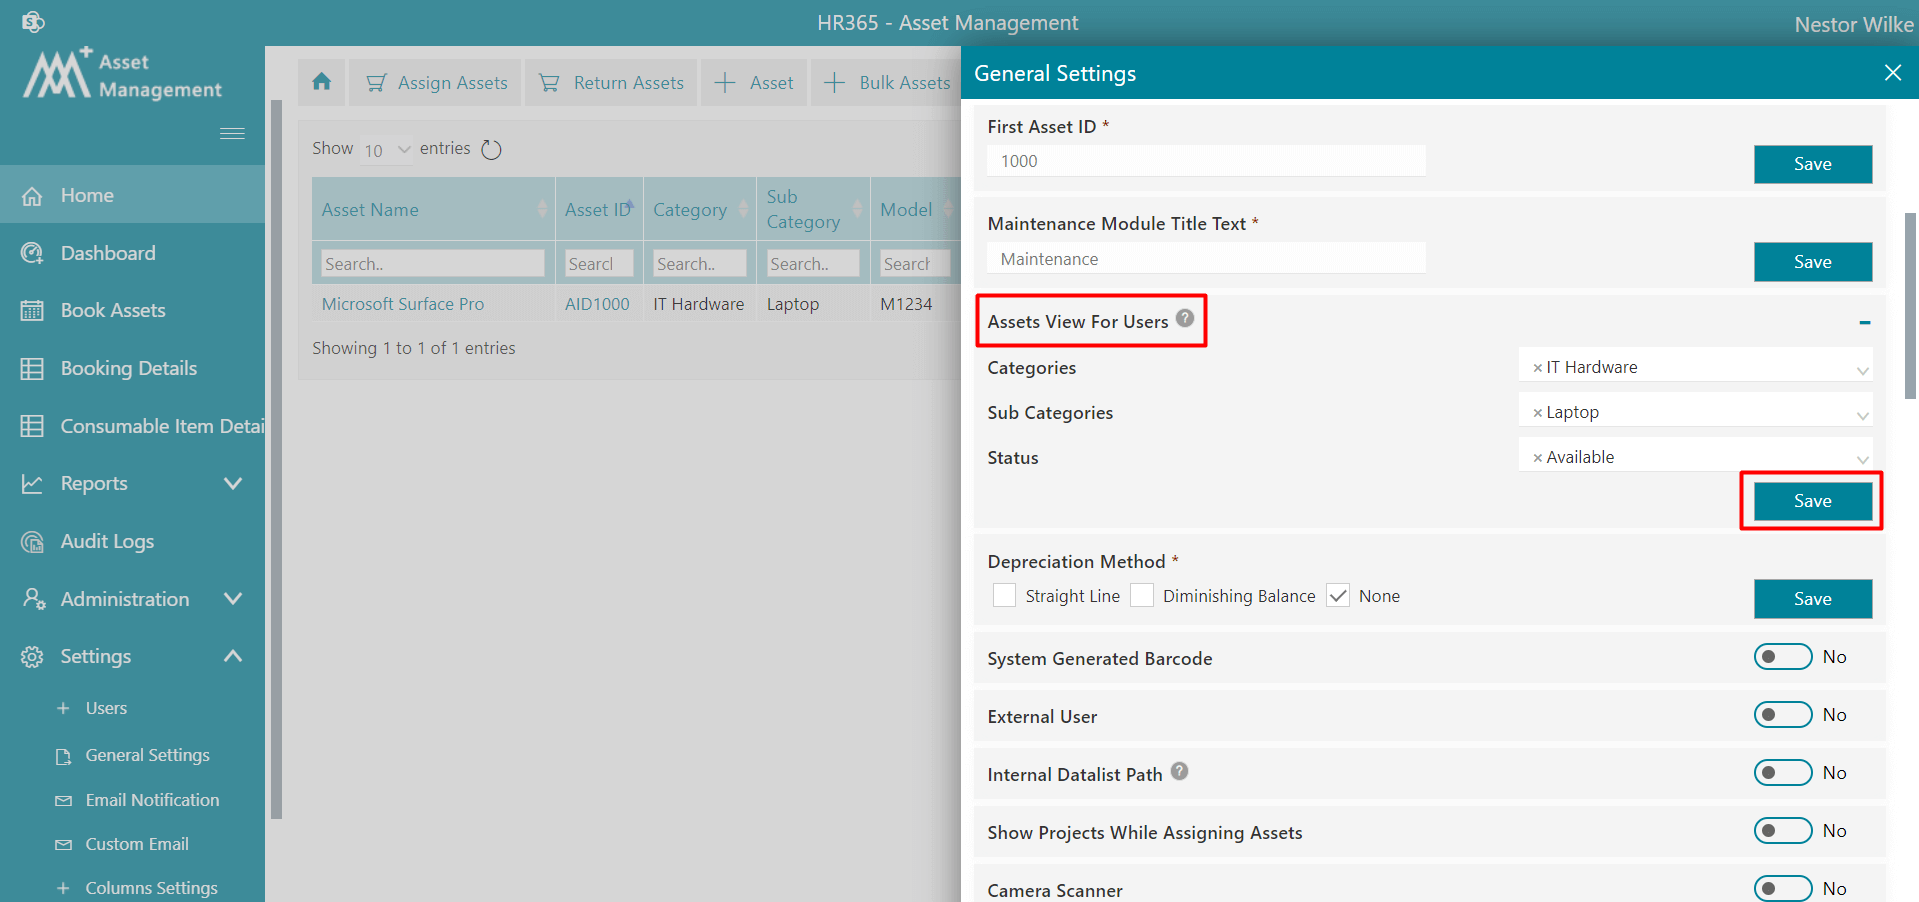 HR365 - Asset Management
Nestor Wilke
Asset
Management
Home
Dashboard
Book Assets
Booking Details
Consumable Item Detai
Reports
Audit Logs
Administration
Settings
Users
General Settings
Email Notification
Custom Email
Columns Settings
Assign Assets
Return Assets
Asset
Bulk Assets
Show 10 entries
Asset Name Asset ID Category Sub Category Model
Search.. Search Search.. Search.. Search
Microsoft Surface Pro AID1000 IT Hardware Laptop M1234
Showing 1 to 1 of 1 entries
General Settings
First Asset ID *
1000
Save
Maintenance Module Title Text *
Maintenance
Save
Assets View For Users ?
Categories × IT Hardware
Sub Categories × Laptop
Status × Available
Save
Depreciation Method *
Straight Line Diminishing Balance None
Save
System Generated Barcode No
External User No
Internal Datalist Path ? No
Show Projects While Assigning Assets No
Camera Scanner No